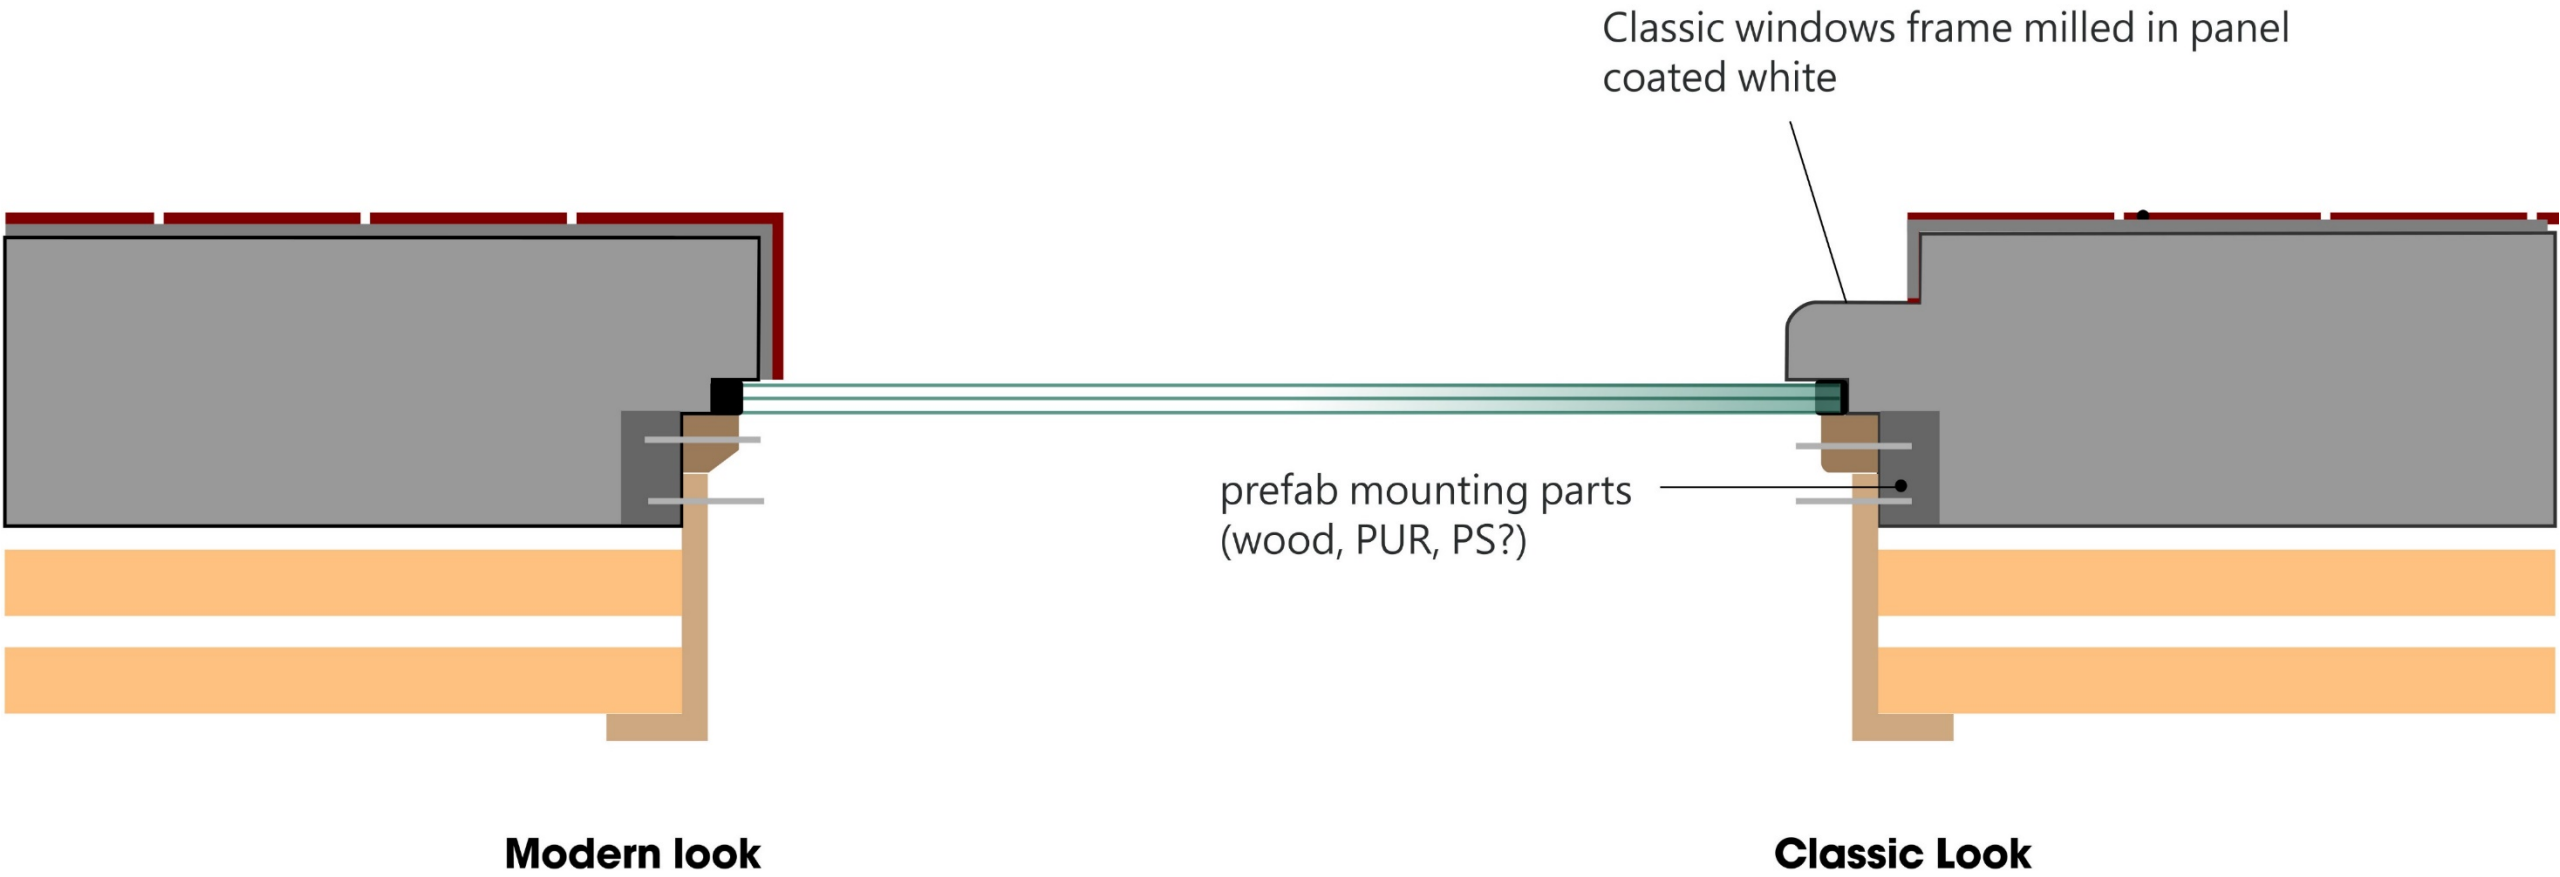 Classic windows frame milled in panel
coated white
prefab mounting parts
(wood, PUR, PS?)
Modern look
Classic Look